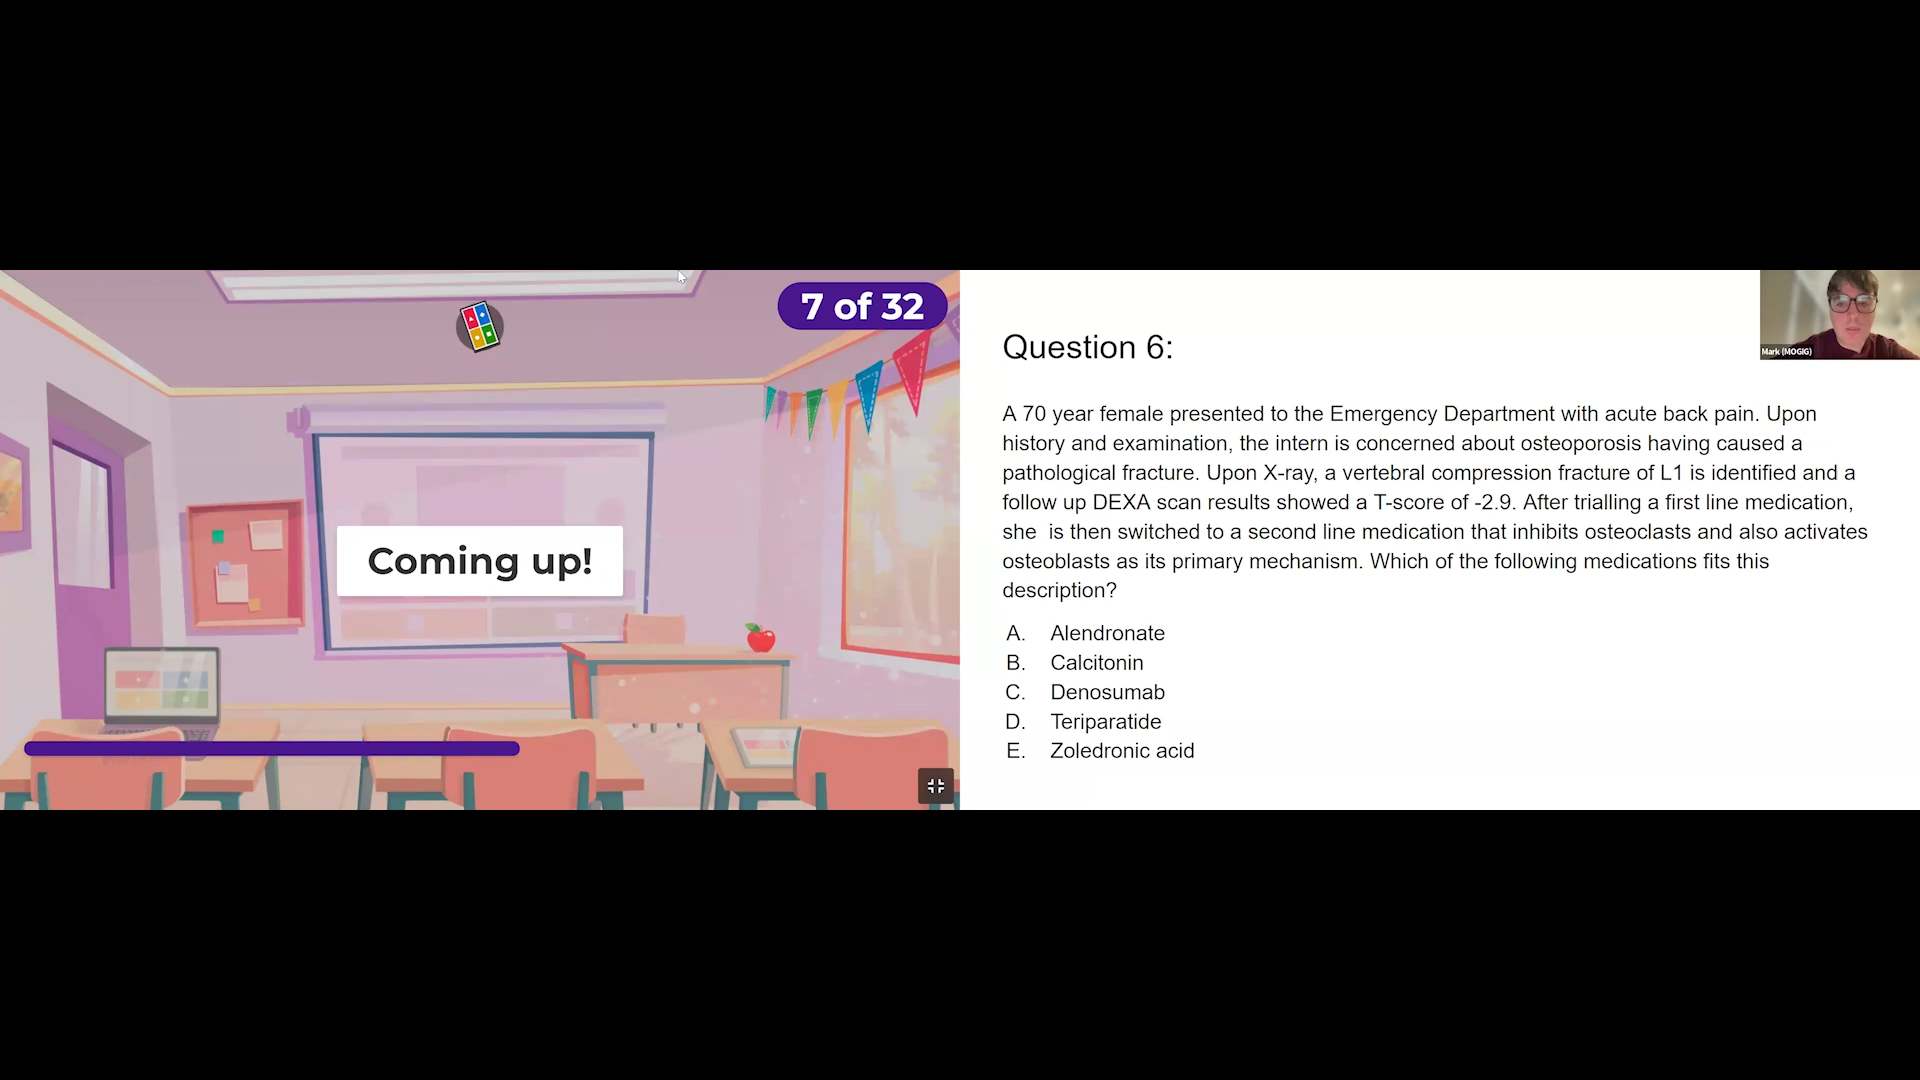 7 of 32
Coming up!
Mark (MOGIG)
Question 6:
A 70 year female presented to the Emergency Department with acute back pain. Upon
history and examination, the intern is concerned about osteoporosis having caused a
pathological fracture. Upon X-ray, a vertebral compression fracture of L1 is identified and a
follow up DEXA scan results showed a T-score of -2.9. After trialling a first line medication,
she  is then switched to a second line medication that inhibits osteoclasts and also activates
osteoblasts as its primary mechanism. Which of the following medications fits this
description?
A. Alendronate
B. Calcitonin
C. Denosumab
D. Teriparatide
E. Zoledronic acid